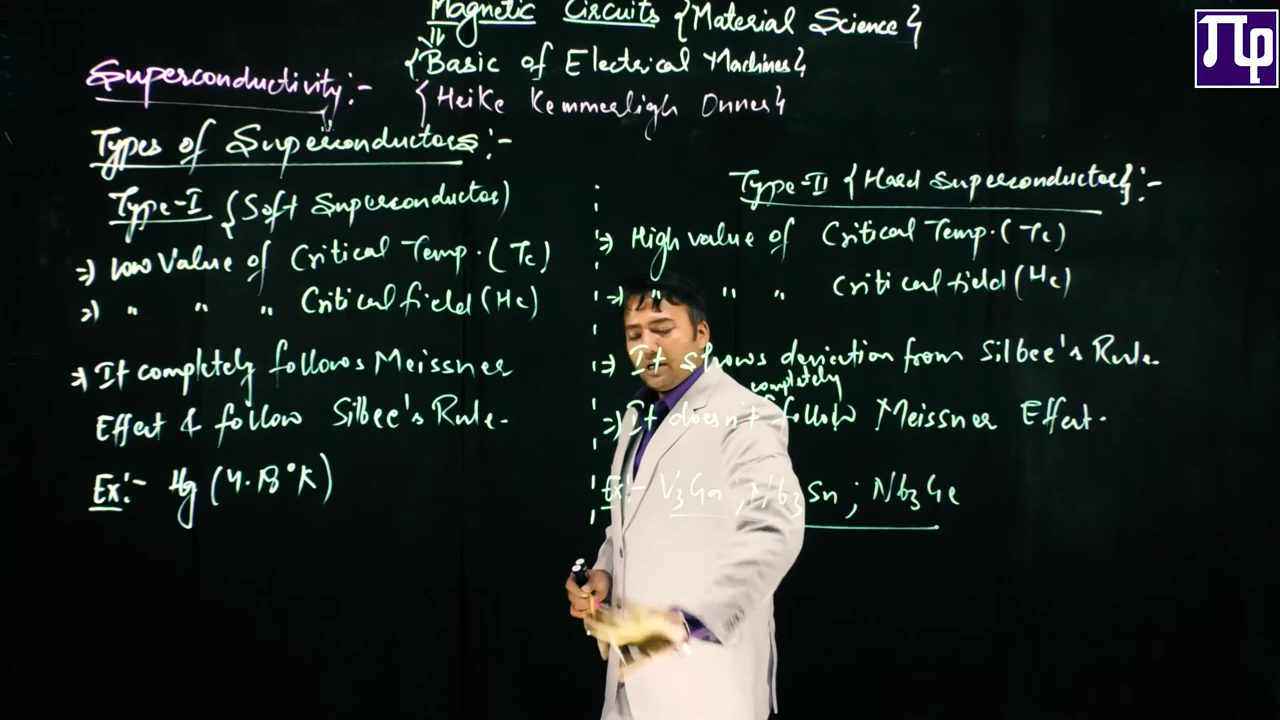 Magnetic Circuits {Material Science}
{Basic of Electrical Machines}
Superconductivity:-
{Heike Kemmerligh Onnes}
Types of Superconductors:-
Type-I {Soft Superconductor}
=> Low Value of Critical Temp. (Tc)
=> " " " Critical field (Hc)
=> It completely follows Meissner
Effect & follow Silbee's Rule.
Ex:- Hg (4.18°K)
Type-II {Hard Superconductor}:-
=> High value of Critical Temp. (Tc)
=> " " " Critical field (Hc)
=> It shows deviation from Silbee's Rule.
completely
=> It doesn't follow Meissner Effect.
Ex:- V3Ga, Nb3Sn; Nb3Ge